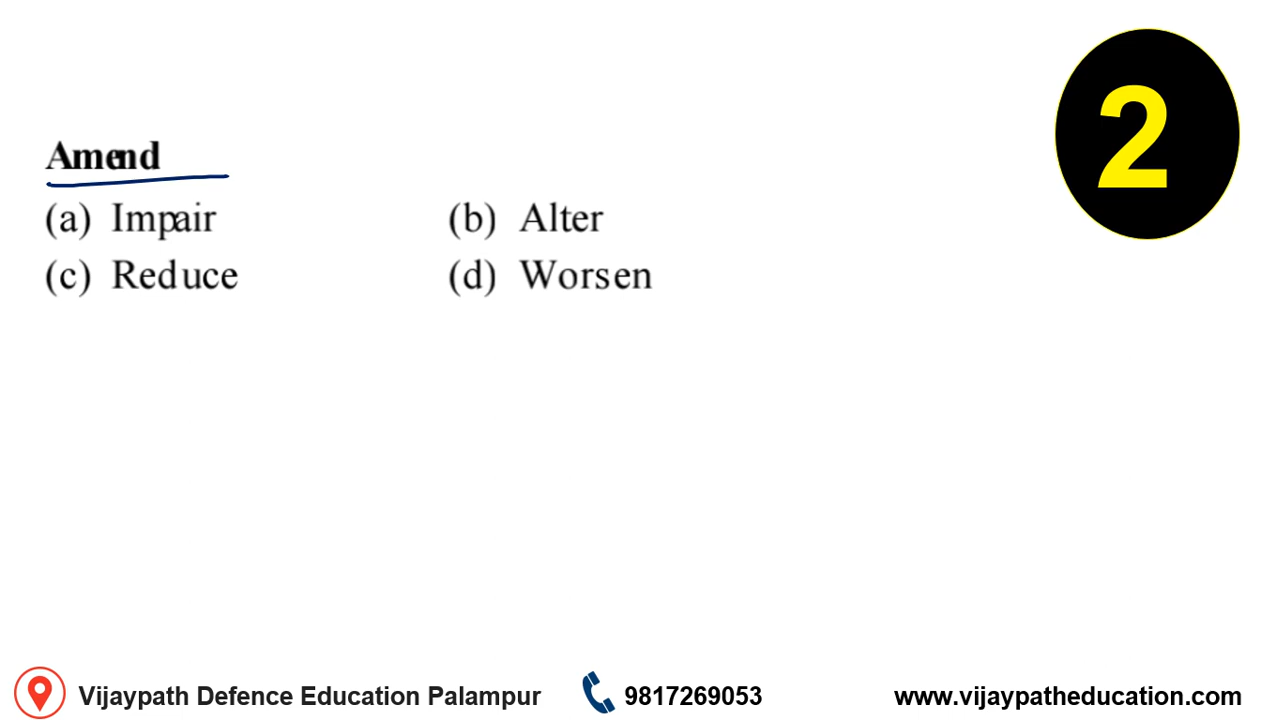 2
Amend
(a) Impair (b) Alter
(c) Reduce (d) Worsen
Vijaypath Defence Education Palampur 9817269053 www.vijaypatheducation.com